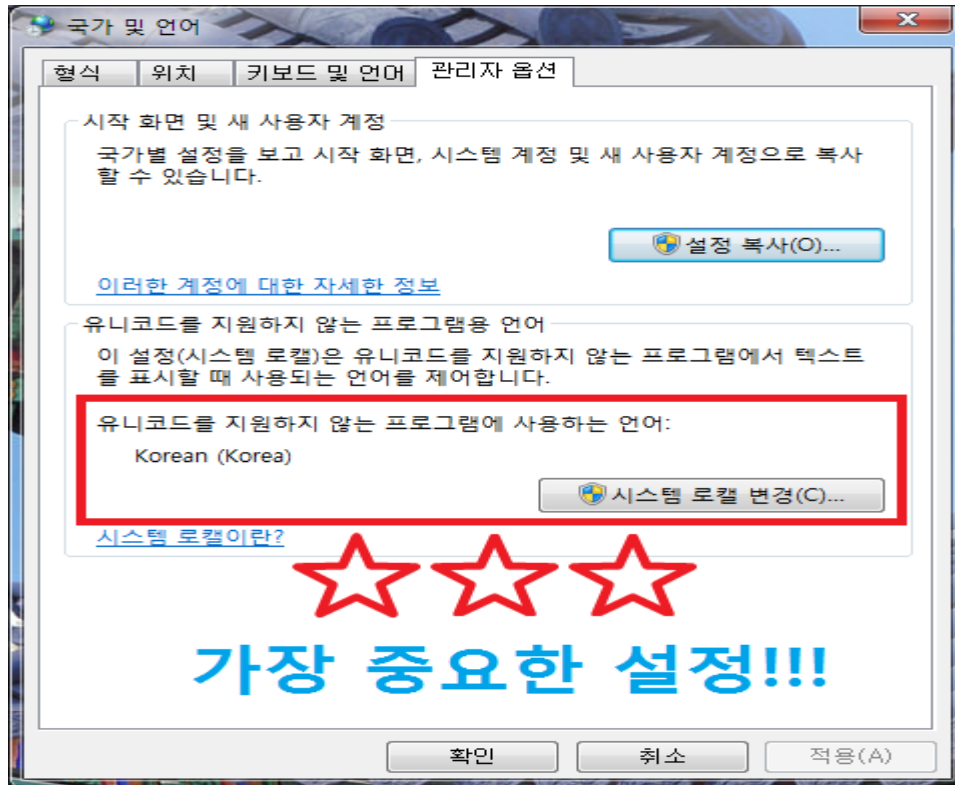 국가 및 언어
형식 위치 키보드 및 언어 관리자 옵션
시작 화면 및 새 사용자 계정
국가별 설정을 보고 시작 화면, 시스템 계정 및 새 사용자 계정으로 복사
할 수 있습니다.
설정 복사(O)...
이러한 계정에 대한 자세한 정보
유니코드를 지원하지 않는 프로그램용 언어
이 설정(시스템 로캘)은 유니코드를 지원하지 않는 프로그램에서 텍스트
를 표시할 때 사용되는 언어를 제어합니다.
유니코드를 지원하지 않는 프로그램에 사용하는 언어:
Korean (Korea)
시스템 로캘 변경(C)...
시스템 로캘이란?
가장 중요한 설정!!!
확인 취소 적용(A)